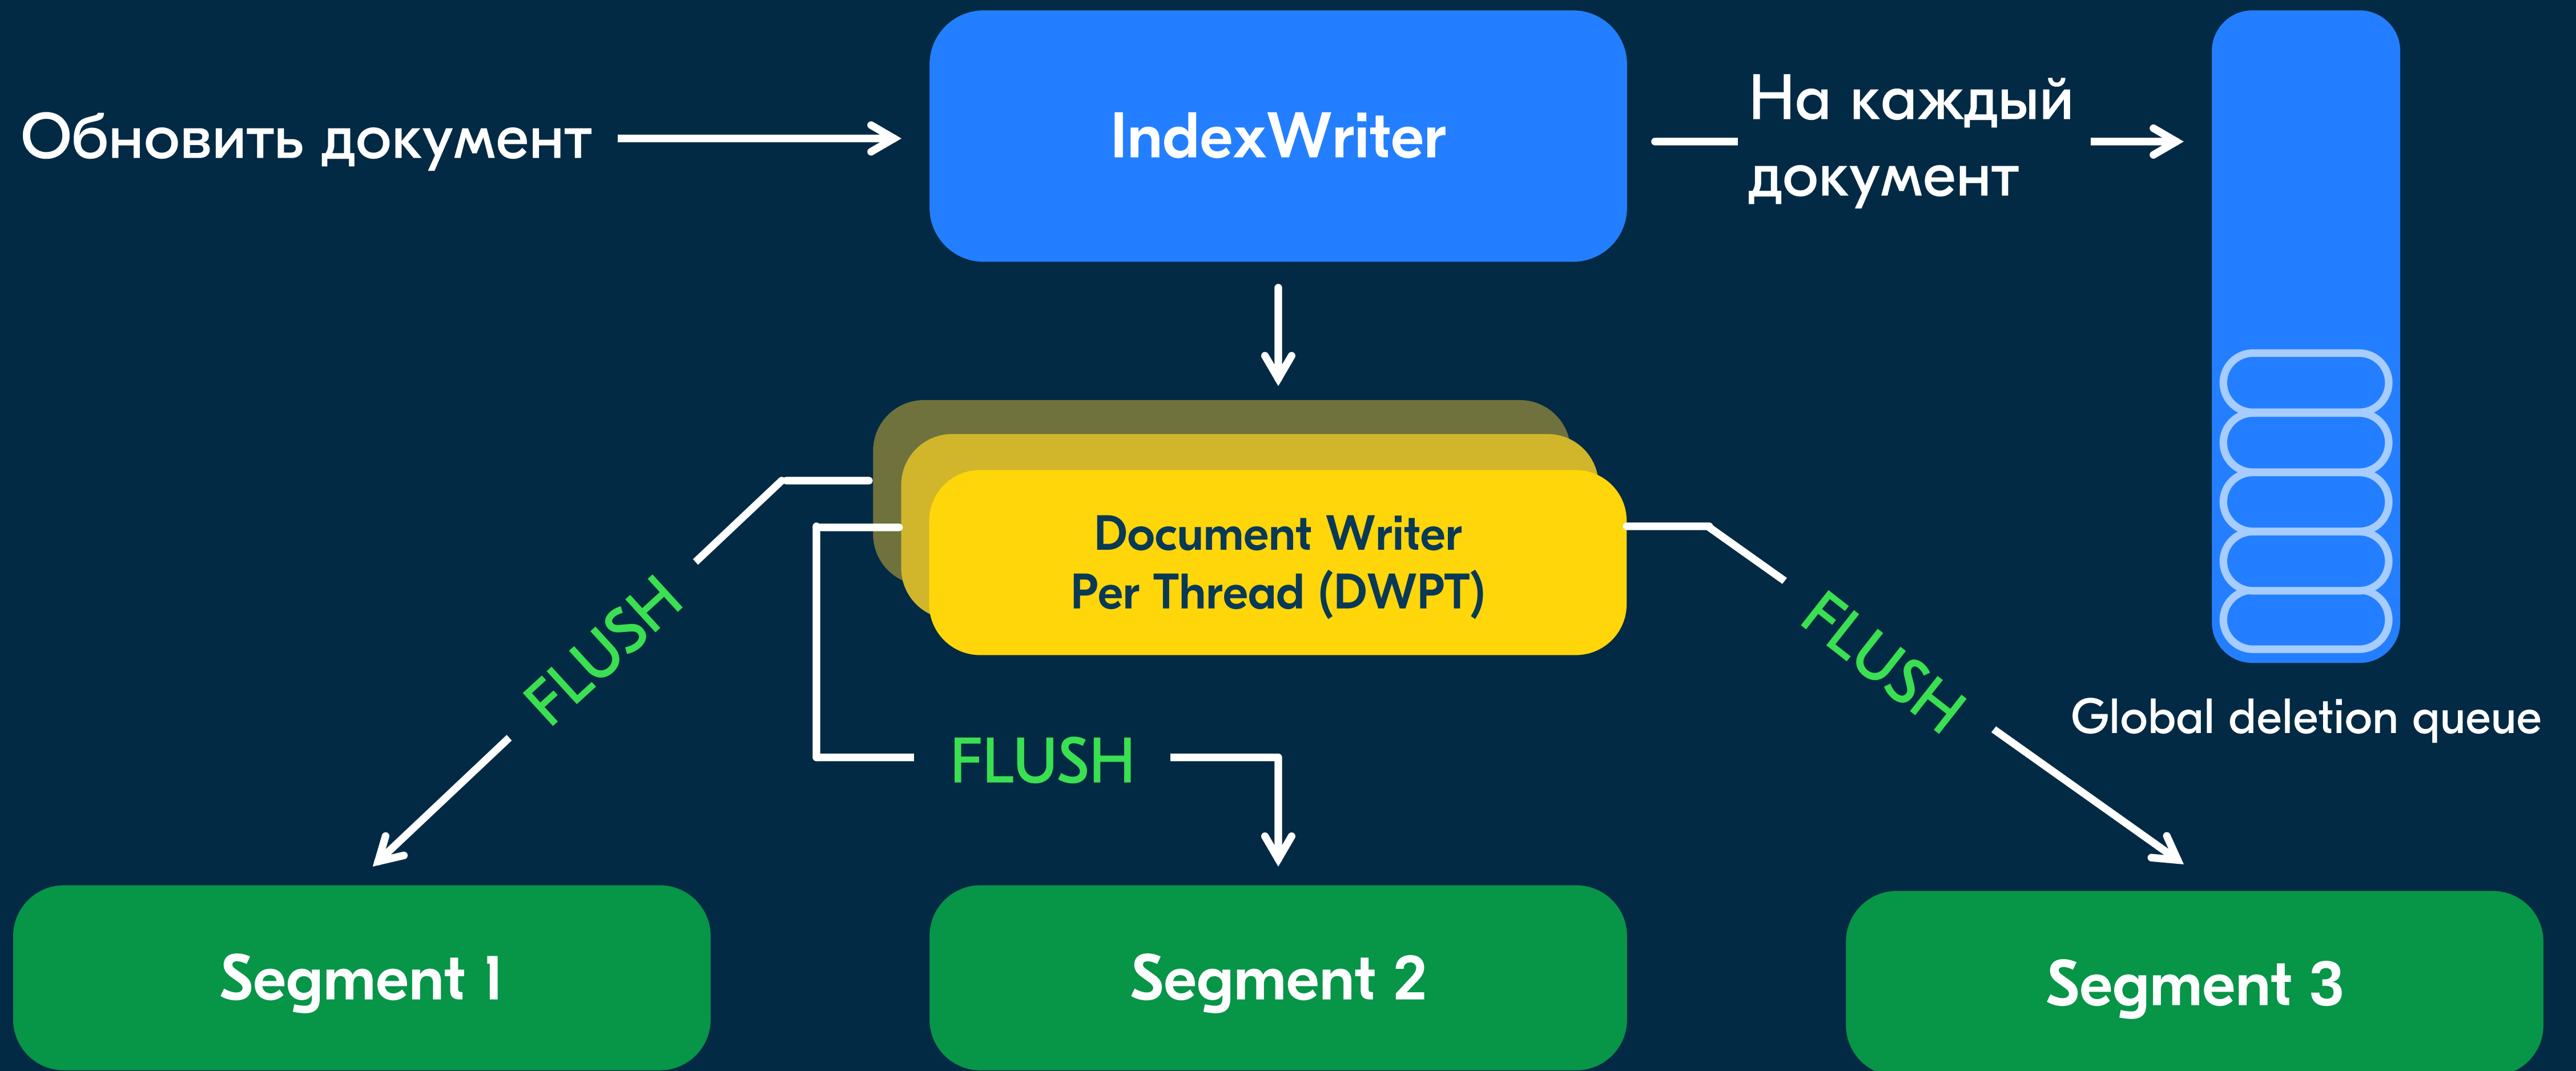 Обновить документ
IndexWriter
На каждый
документ
Document Writer
Per Thread (DWPT)
FLUSH
FLUSH
FLUSH
Global deletion queue
Segment 1
Segment 2
Segment 3